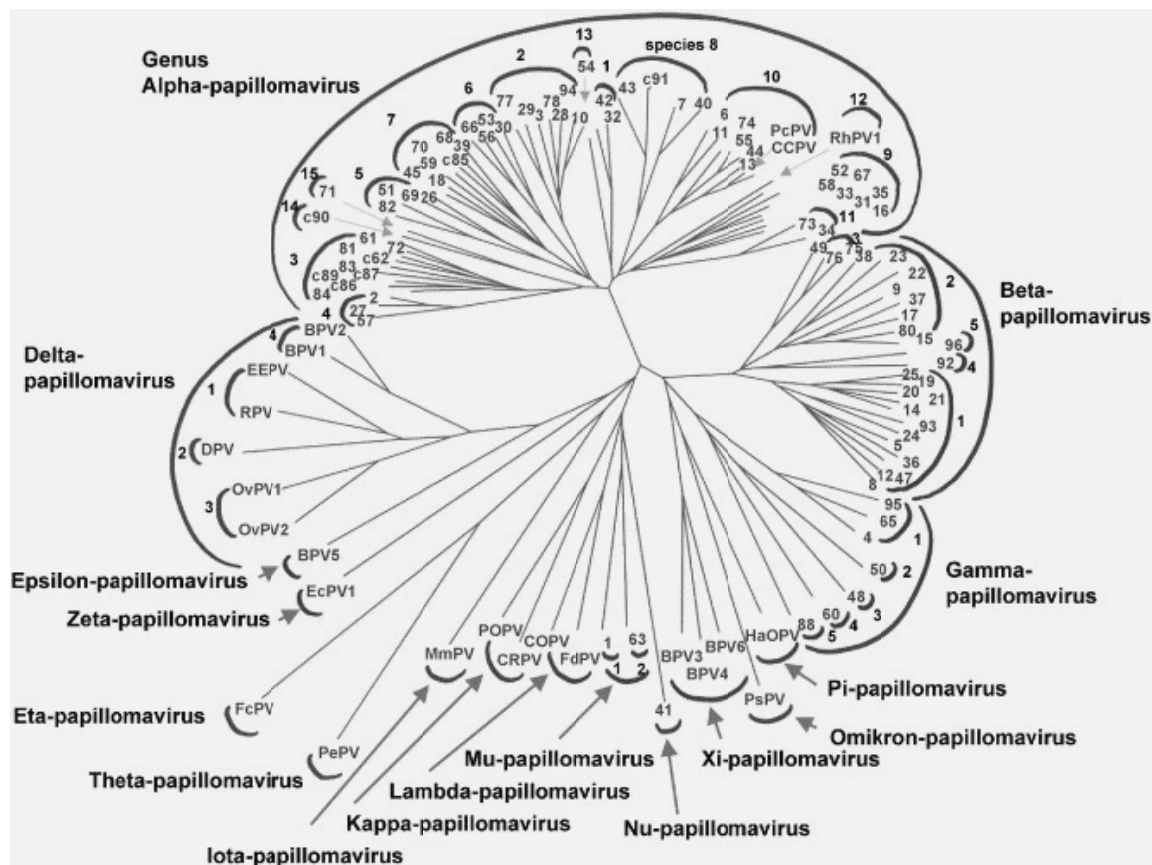 Genus
Alpha-papillomavirus
13
54
2
1
species 8
94
42
43
c91
7
40
10
6
77
78
29
3
28
10
32
6
11
74
55
44
13
PcPV
CCPV
12
RhPV1
9
52
67
58
33
31
35
16
7
68
66
53
56
30
39
70
c85
59
45
18
15
71
5
51
69
26
82
14
c90
11
73
34
3
61
81
72
c62
c89
83
c87
c86
84
4
2
27
57
3
49
75
76
38
23
22
2
9
37
17
80
15
5
96
92
4
25
19
20
21
14
1
93
24
5
36
12
47
8
Beta-
papillomavirus
Delta-
papillomavirus
4
BPV2
BPV1
EEPV
1
RPV
2
DPV
OvPV1
3
OvPV2
BPV5
Epsilon-papillomavirus
EcPV1
Zeta-papillomavirus
95
65
4
1
50
2
48
3
60
4
88
5
Gamma-
papillomavirus
HaOPV
Pi-papillomavirus
POPV
MmPV
CRPV
COPV
FdPV
1
63
1
2
BPV3
BPV6
BPV4
PsPV
41
FcPV
Eta-papillomavirus
PePV
Theta-papillomavirus
Omikron-papillomavirus
Mu-papillomavirus
Xi-papillomavirus
Lambda-papillomavirus
Kappa-papillomavirus
Nu-papillomavirus
Iota-papillomavirus